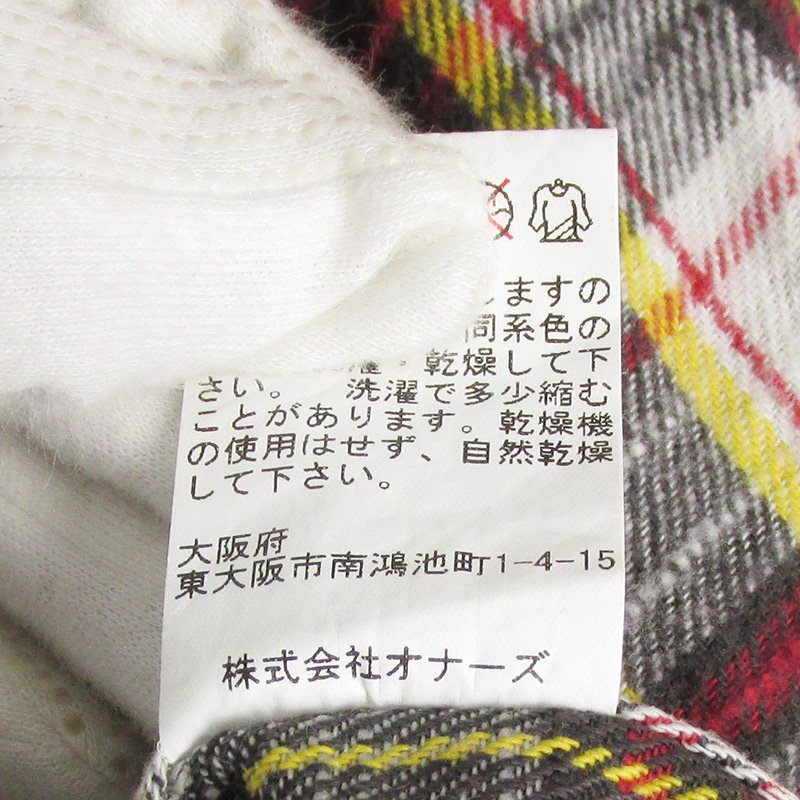 ますの
同系色の
濯・乾燥して下
さい。　洗濯で多少縮む
ことがあります。乾燥機
の使用はせず、自然乾燥
して下さい。
大阪府
東大阪市南鴻池町1-4-15
株式会社オナーズ